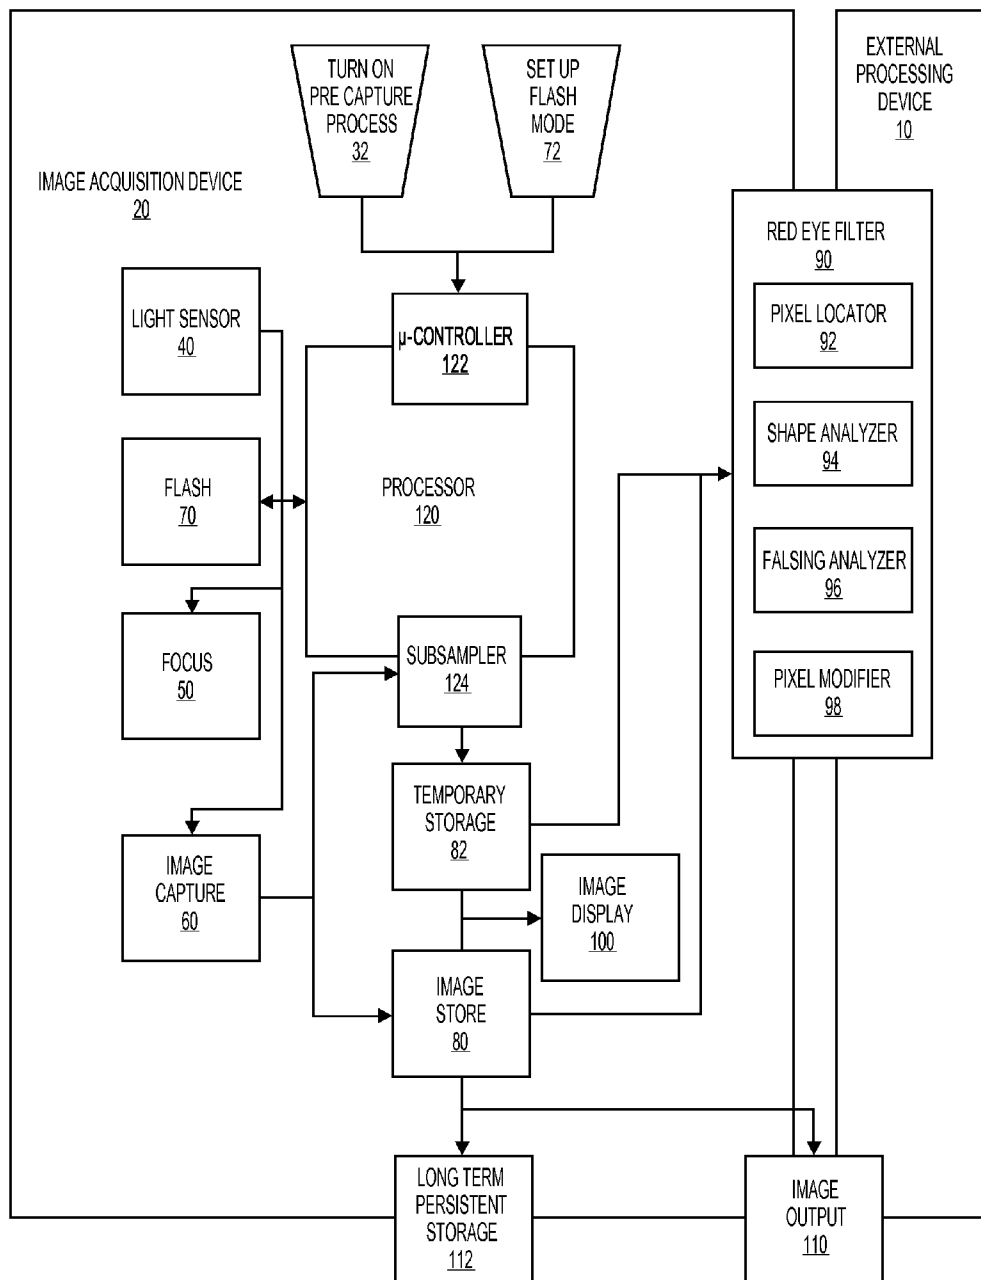 TURN ON
PRE CAPTURE
PROCESS
32
SET UP
FLASH
MODE
72
EXTERNAL
PROCESSING
DEVICE
10
IMAGE ACQUISITION DEVICE
20
RED EYE FILTER
90
PIXEL LOCATOR
92
SHAPE ANALYZER
94
FALSING ANALYZER
96
PIXEL MODIFIER
98
LIGHT SENSOR
40
µ-CONTROLLER
122
FLASH
70
PROCESSOR
120
FOCUS
50
SUBSAMPLER
124
TEMPORARY
STORAGE
82
IMAGE
CAPTURE
60
IMAGE
DISPLAY
100
IMAGE
STORE
80
LONG TERM
PERSISTENT
STORAGE
112
IMAGE
OUTPUT
110